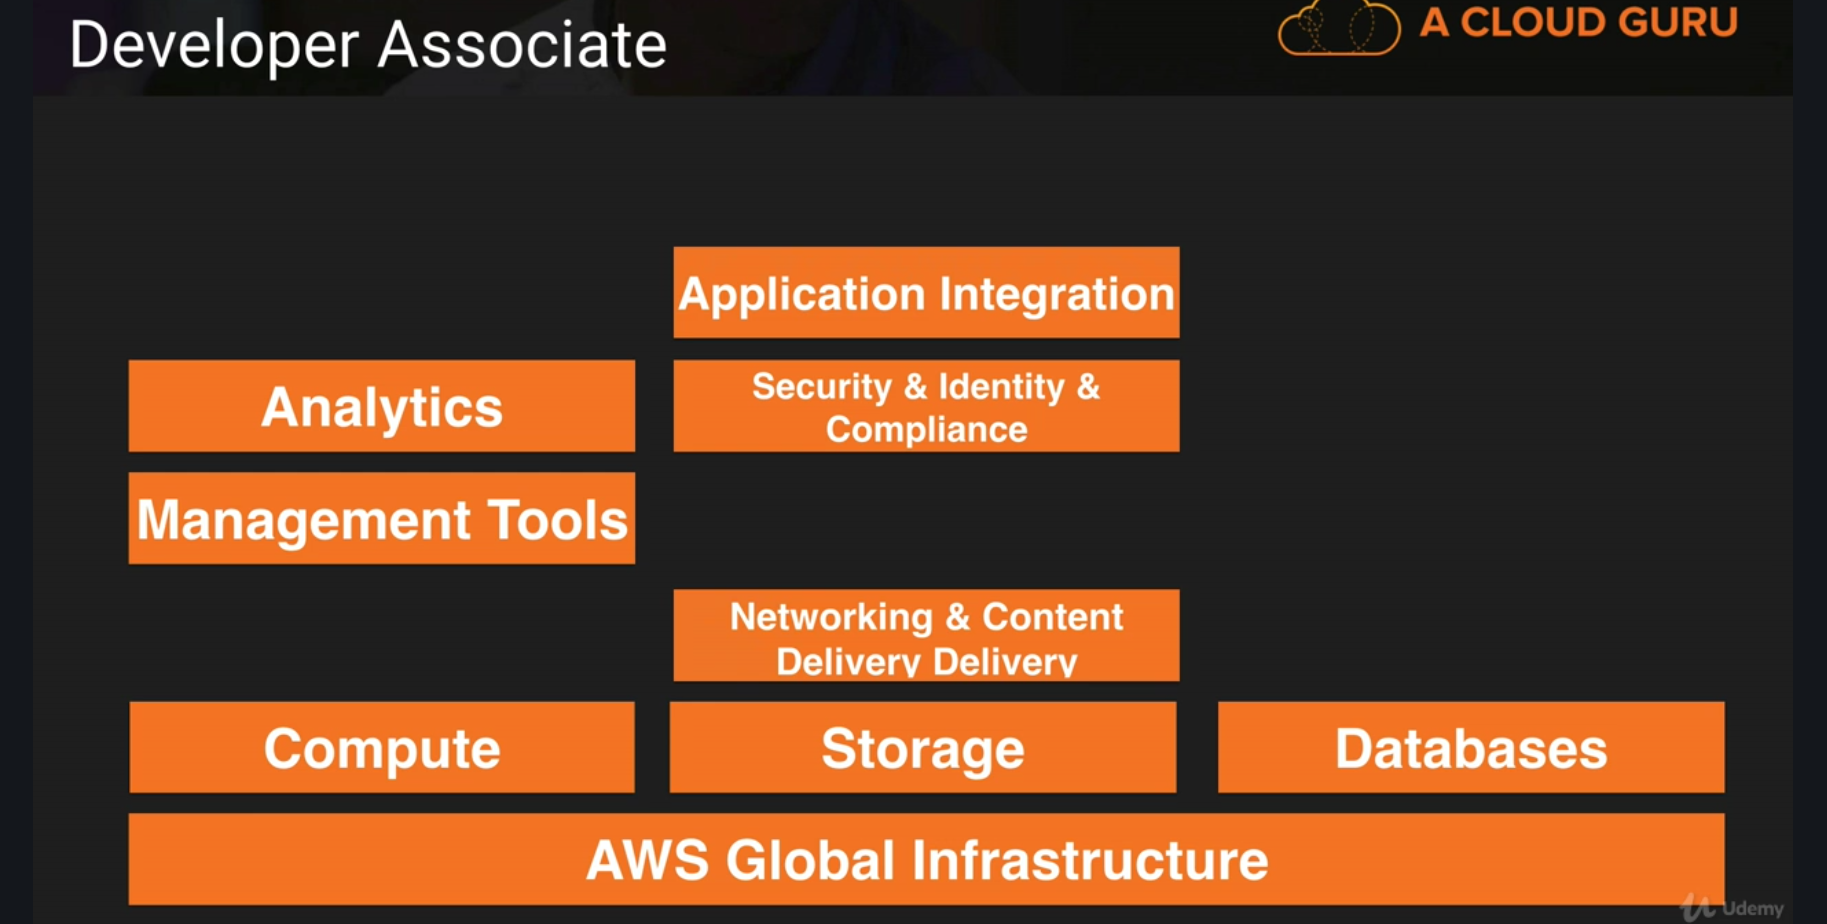 Developer Associate
A CLOUD GURU
Application Integration
Analytics
Security & Identity &
Compliance
Management Tools
Networking & Content
Delivery Delivery
Compute
Storage
Databases
AWS Global Infrastructure
Udemy